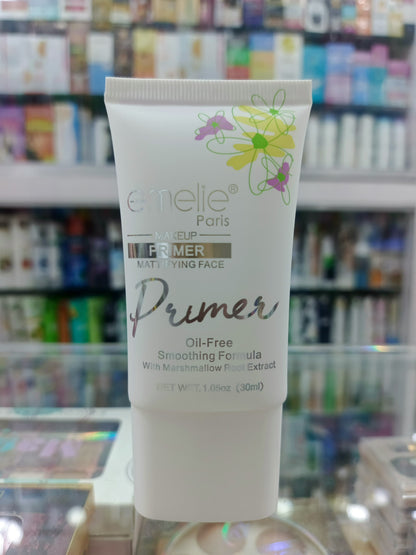 emelie®
Paris
MAKEUP
PRIMER
MATTIFYING FACE
Primer
Oil-Free
Smoothing Formula
With Marshmallow Root Extract
NET WET. 1.05oz (30ml)